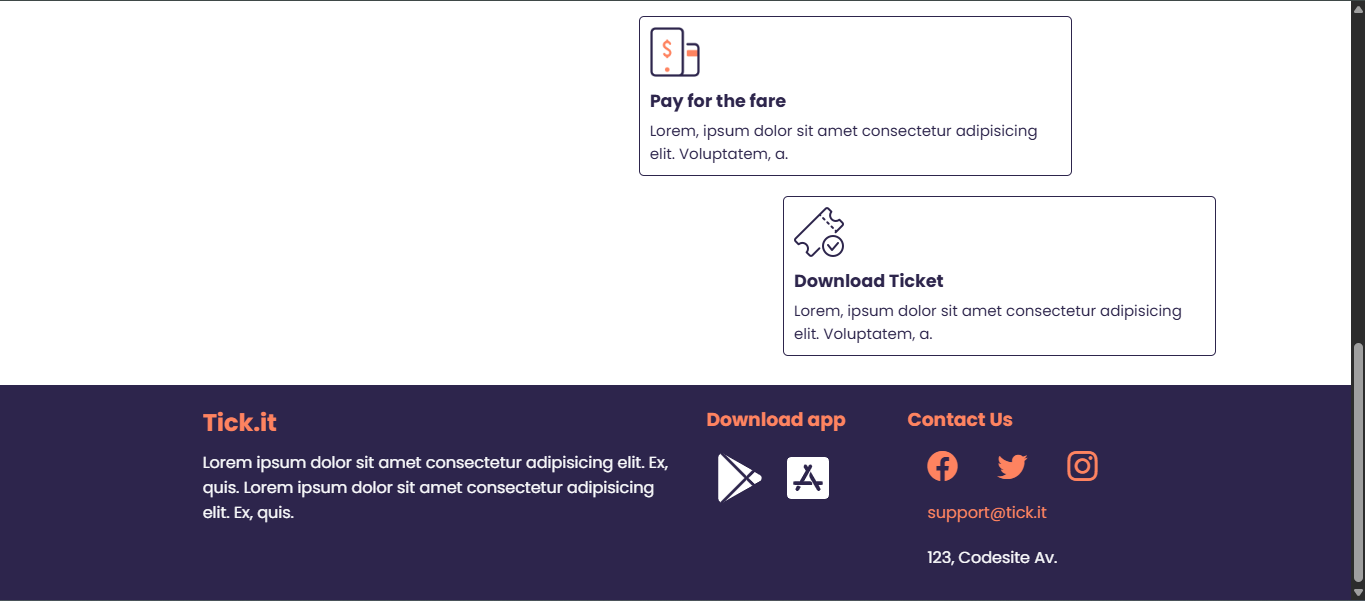 $
Pay for the fare
Lorem, ipsum dolor sit amet consectetur adipisicing
elit. Voluptatem, a.
Download Ticket
Lorem, ipsum dolor sit amet consectetur adipisicing
elit. Voluptatem, a.
Tick.it
Lorem ipsum dolor sit amet consectetur adipisicing elit. Ex,
quis. Lorem ipsum dolor sit amet consectetur adipisicing
elit. Ex, quis.
Download app
Contact Us
support@tick.it
123, Codesite Av.